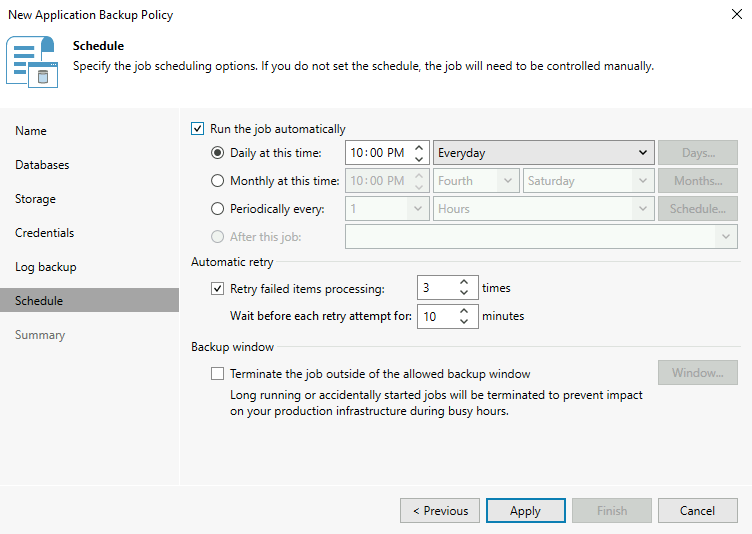 New Application Backup Policy
Schedule
Specify the job scheduling options. If you do not set the schedule, the job will need to be controlled manually.
Name
Databases
Storage
Credentials
Log backup
Schedule
Summary
Run the job automatically
Daily at this time: 10:00 PM Everyday Days...
Monthly at this time: 10:00 PM Fourth Saturday Months...
Periodically every: 1 Hours Schedule...
After this job:
Automatic retry
Retry failed items processing: 3 times
Wait before each retry attempt for: 10 minutes
Backup window
Terminate the job outside of the allowed backup window Window...
Long running or accidentally started jobs will be terminated to prevent impact
on your production infrastructure during busy hours.
< Previous Apply Finish Cancel